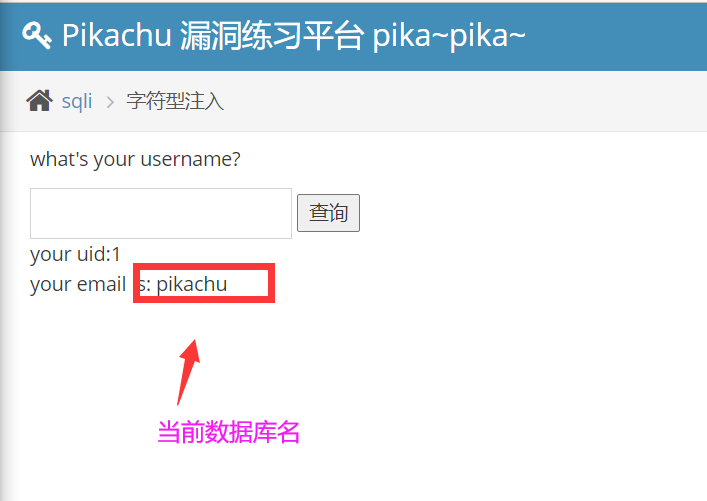 Pikachu 漏洞练习平台 pika~pika~
sqli > 字符型注入
what's your username?
查询
your uid:1
your email s: pikachu
当前数据库名